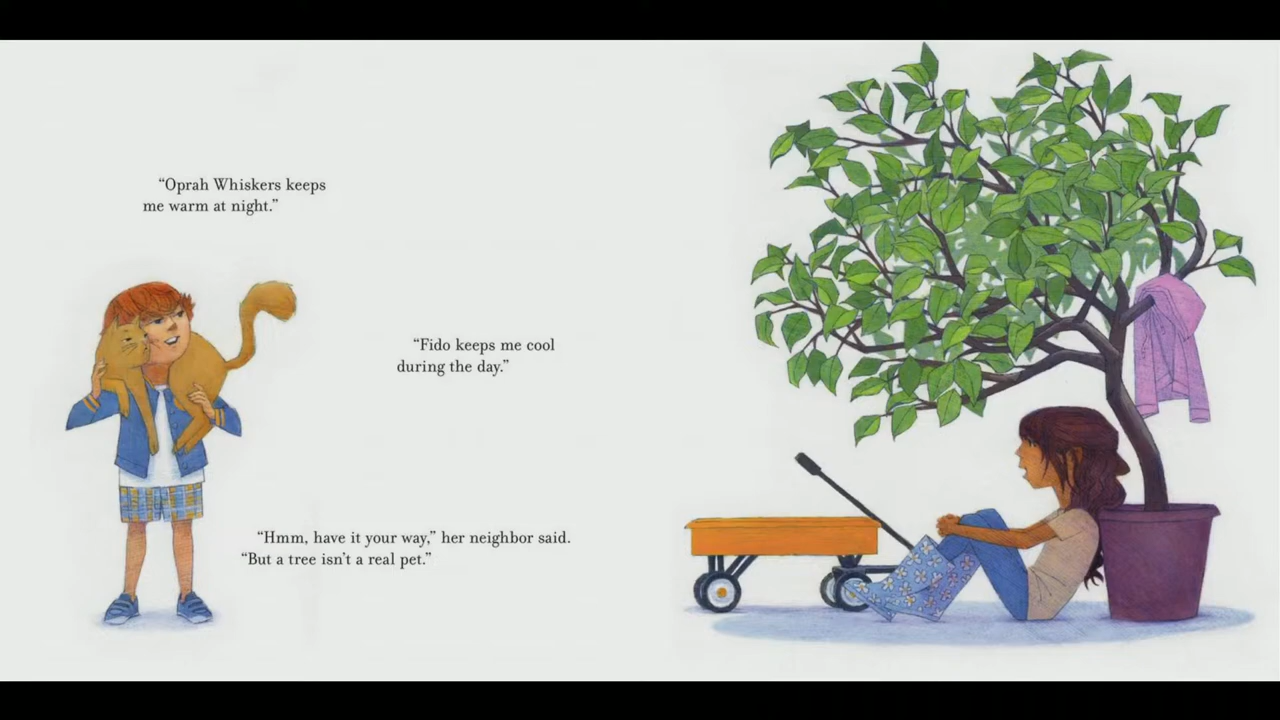 “Oprah Whiskers keeps
me warm at night.”
“Fido keeps me cool
during the day.”
“Hmm, have it your way,” her neighbor said.
“But a tree isn’t a real pet.”